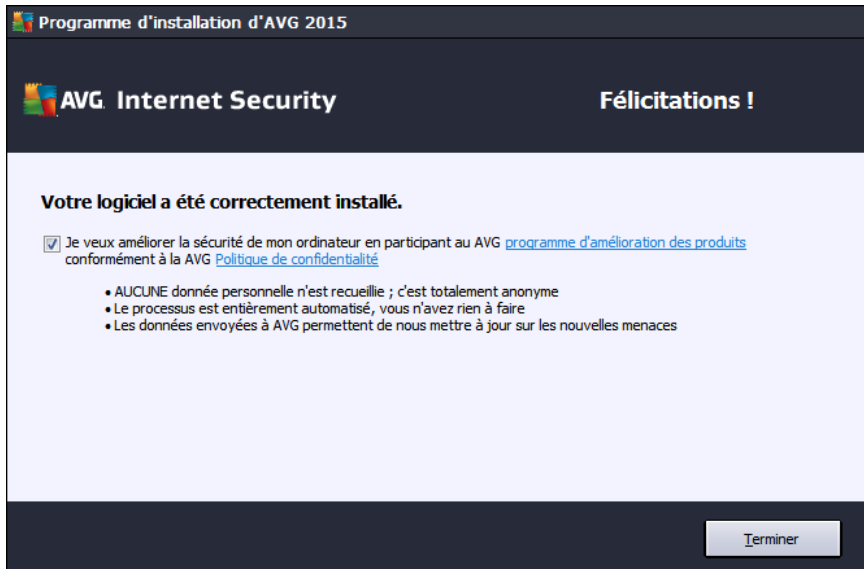 Programme d'installation d'AVG 2015
AVG. Internet Security
Félicitations !
Votre logiciel a été correctement installé.
Je veux améliorer la sécurité de mon ordinateur en participant au AVG programme d'amélioration des produits
conformément à la AVG Politique de confidentialité
• AUCUNE donnée personnelle n'est recueillie ; c'est totalement anonyme
• Le processus est entièrement automatisé, vous n'avez rien à faire
• Les données envoyées à AVG permettent de nous mettre à jour sur les nouvelles menaces
Terminer